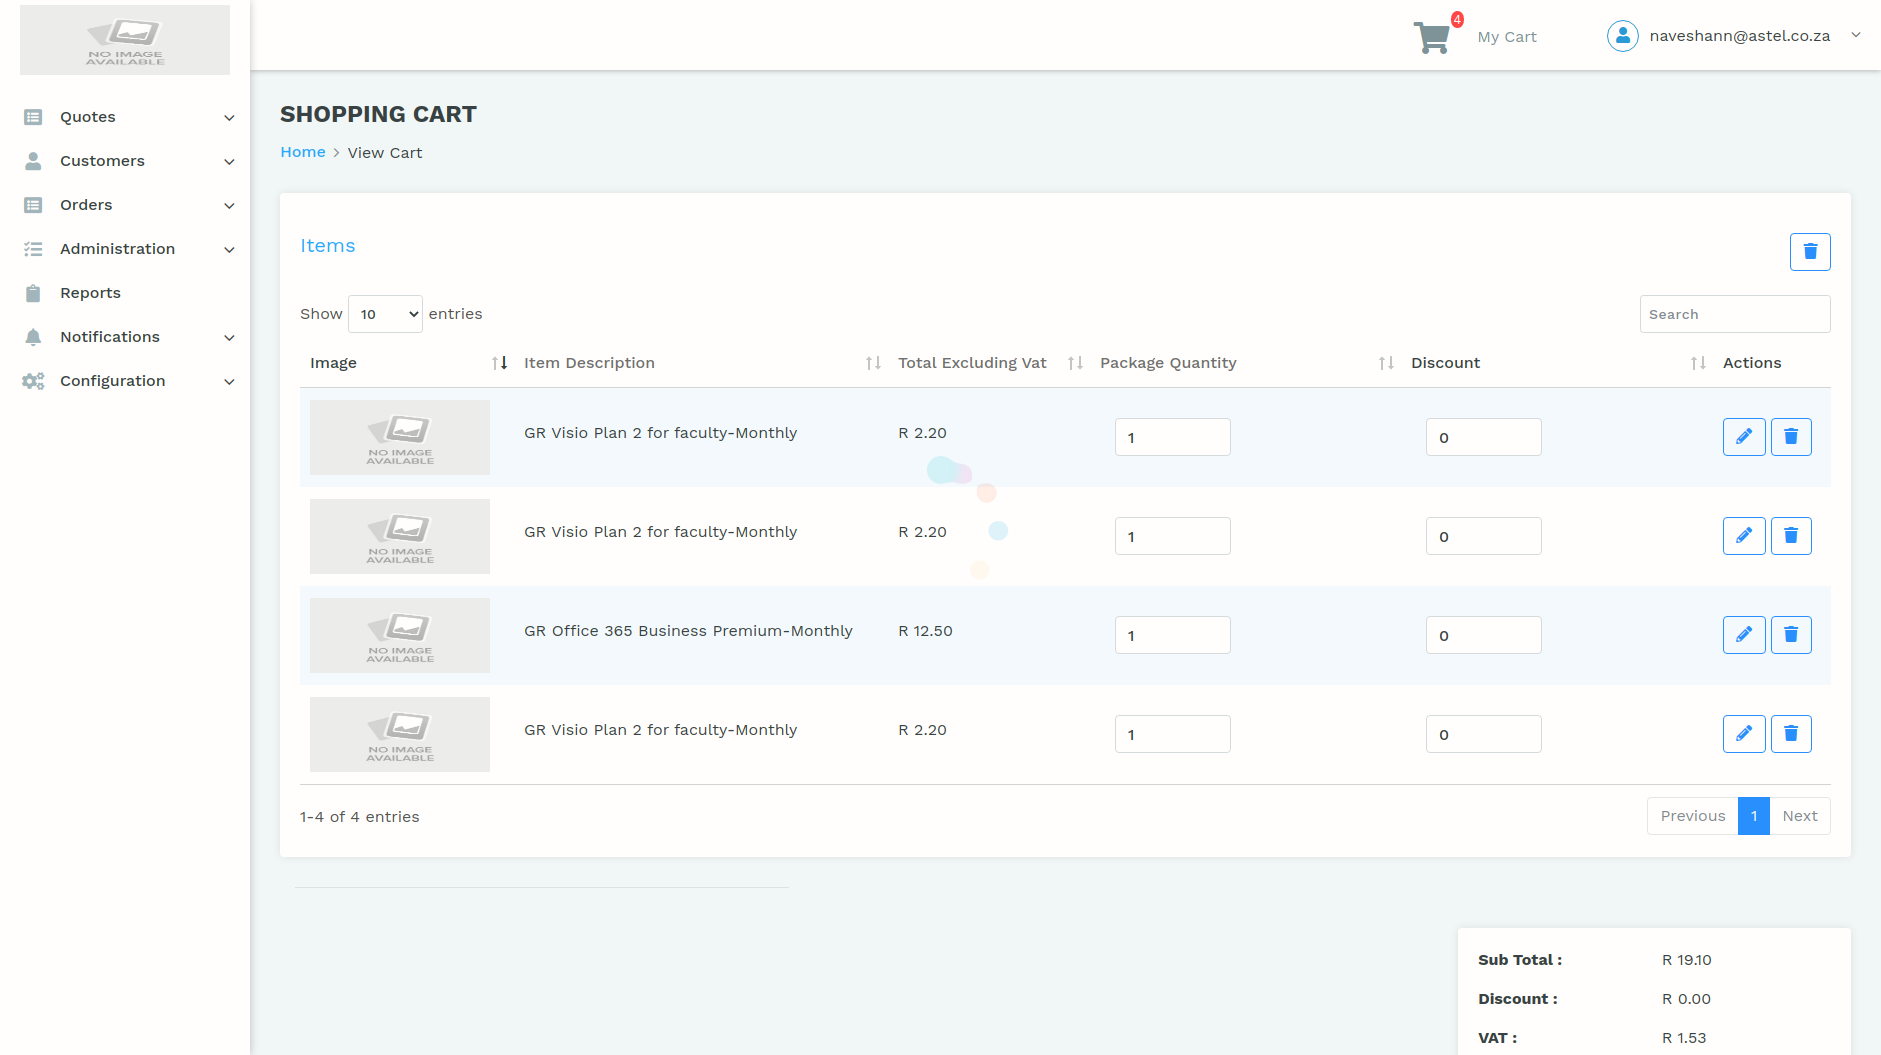 NO IMAGE
AVAILABLE
4
My Cart
naveshann@astel.co.za
Quotes
Customers
Orders
Administration
Reports
Notifications
Configuration
SHOPPING CART
Home > View Cart
Items
Show 10 entries
Search
Image Item Description Total Excluding Vat Package Quantity Discount Actions
NO IMAGE
AVAILABLE
GR Visio Plan 2 for faculty-Monthly R 2.20 1 0
NO IMAGE
AVAILABLE
GR Visio Plan 2 for faculty-Monthly R 2.20 1 0
NO IMAGE
AVAILABLE
GR Office 365 Business Premium-Monthly R 12.50 1 0
NO IMAGE
AVAILABLE
GR Visio Plan 2 for faculty-Monthly R 2.20 1 0
1-4 of 4 entries
Previous 1 Next
Sub Total : R 19.10
Discount : R 0.00
VAT : R 1.53